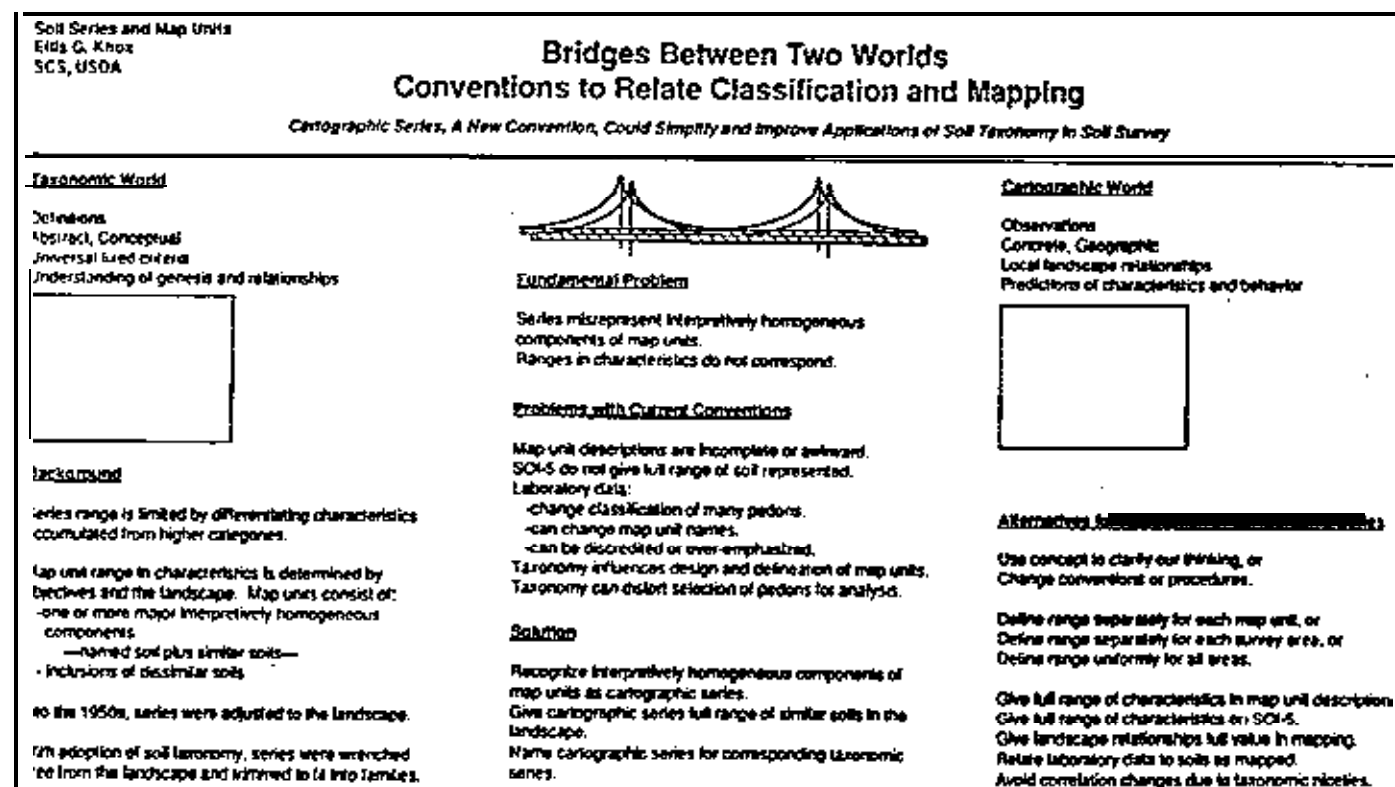 Soil Series and Map Units
Ellis G. Knox
SCS, USDA
Bridges Between Two Worlds
Conventions to Relate Classification and Mapping
Cartographic Series, A New Convention, Could Simplify and Improve Applications of Soil Taxonomy in Soil Survey
Taxonomic World
Definitions
Abstract, Conceptual
Universal fixed criteria
Understanding of genesis and relationships
Background
series range is limited by differentiating characteristics
ccumulated from higher categories.
Map unit range in characteristics is determined by
bjectives and the landscape. Map units consist of:
-one or more major interpretively homogeneous
components
—named soil plus similar soils—
- inclusions of dissimilar soils
to the 1950s, series were adjusted to the landscape.
adoption of soil taxonomy, series were wrenched
from the landscape and trimmed to fit into families.
Fundamental Problem
Series misrepresent interpretively homogeneous
components of map units.
Ranges in characteristics do not correspond.
Problems with Current Conventions
Map unit descriptions are incomplete or awkward.
SOI-5 do not give full range of soil represented.
Laboratory data:
-change classification of many pedons.
-can change map unit names.
-can be discredited or over-emphasized.
Taxonomy influences design and delineation of map units.
Taxonomy can distort selection of pedons for analysis.
Solution
Recognize interpretively homogeneous components of
map units as cartographic series.
Give cartographic series full range of similar soils in the
landscape.
Name cartographic series for corresponding taxonomic
series.
Cartographic World
Observations
Concrete, Geographic
Local landscape relationships
Predictions of characteristics and behavior
Alternatives
Use concept to clarify our thinking, or
Change conventions or procedures.
Define range separately for each map unit, or
Define range separately for each survey area, or
Define range uniformly for all areas.
Give full range of characteristics in map unit description
Give full range of characteristics on SOI-5.
Give landscape relationships full value in mapping.
Relate laboratory data to soils as mapped.
Avoid correlation changes due to taxonomic niceties.